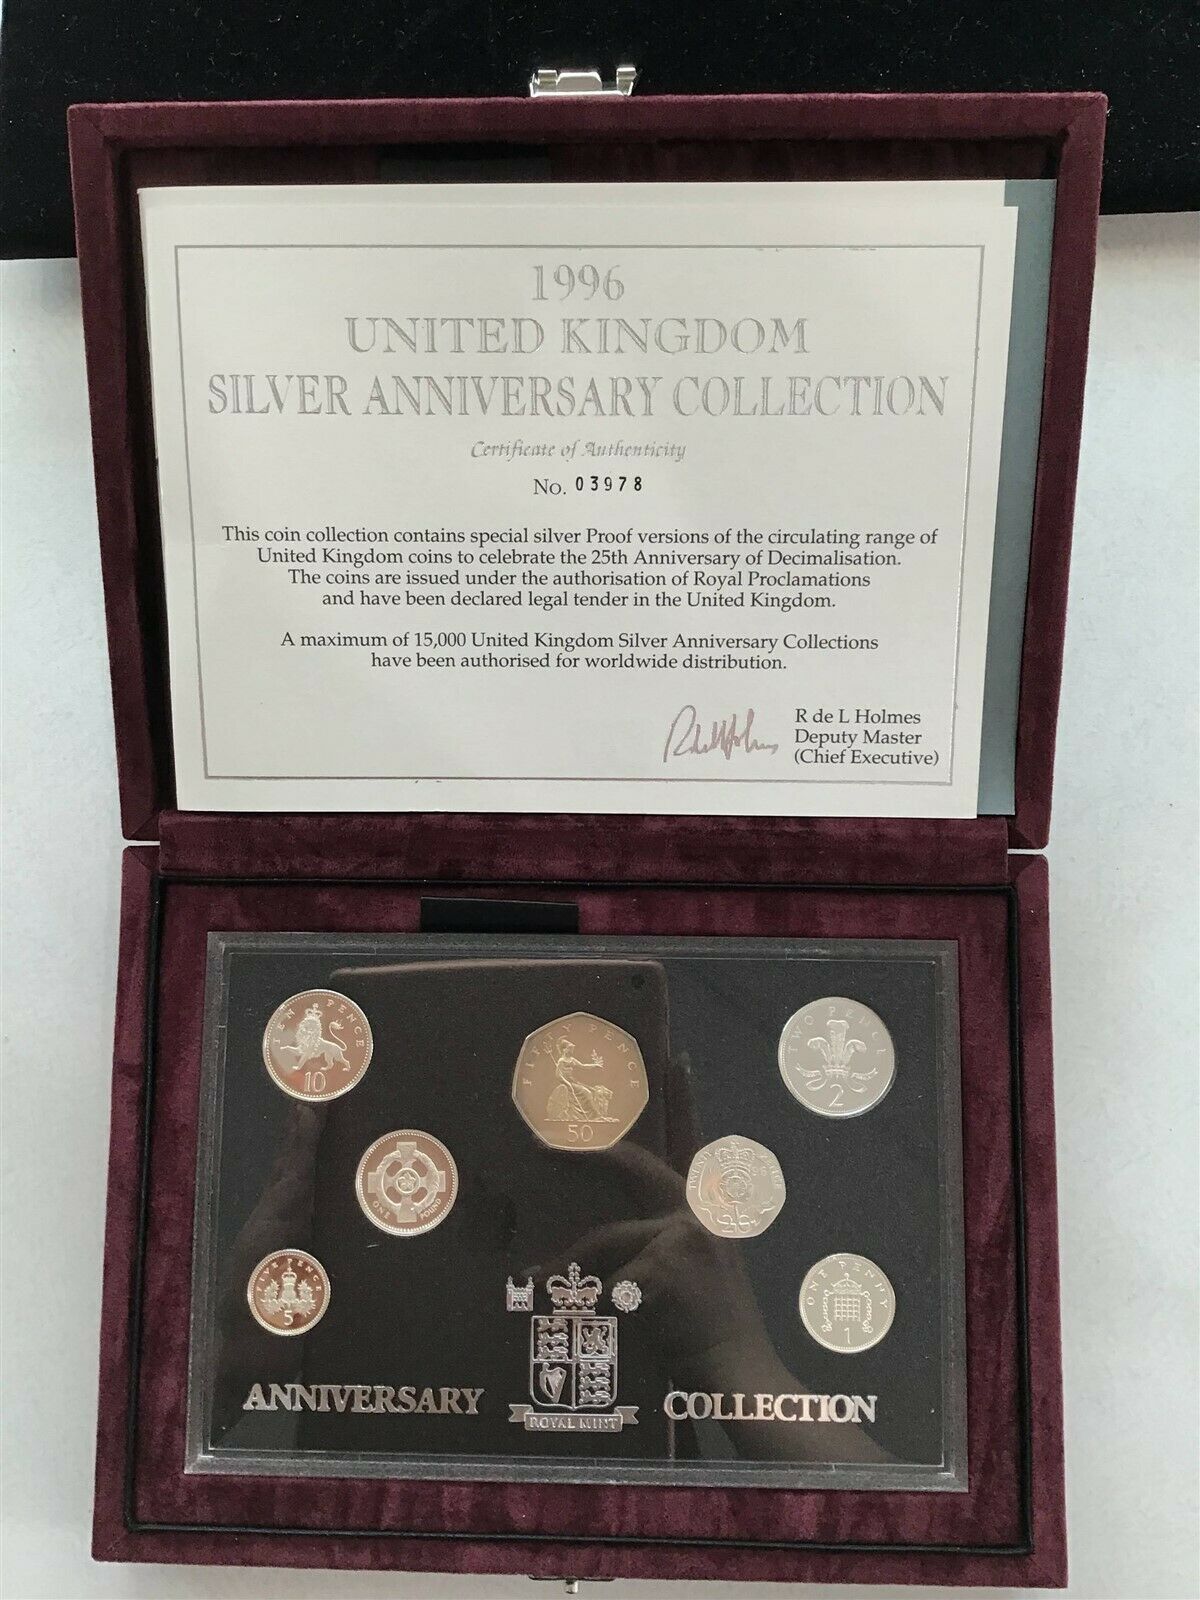 1996
UNITED KINGDOM
SILVER ANNIVERSARY COLLECTION
Certificate of Authenticity
No. 03978
This coin collection contains special silver Proof versions of the circulating range of
United Kingdom coins to celebrate the 25th Anniversary of Decimalisation.
The coins are issued under the authorisation of Royal Proclamations
and have been declared legal tender in the United Kingdom.
A maximum of 15,000 United Kingdom Silver Anniversary Collections
have been authorised for worldwide distribution.
R de L Holmes
Deputy Master
(Chief Executive)
TEN PENCE
10
FIFTY PENCE
50
TWO PENCE
2
ONE POUND
TWENTY PENCE
20
FIVE PENCE
5
ONE PENNY
1
ANNIVERSARY
ROYAL MINT
COLLECTION